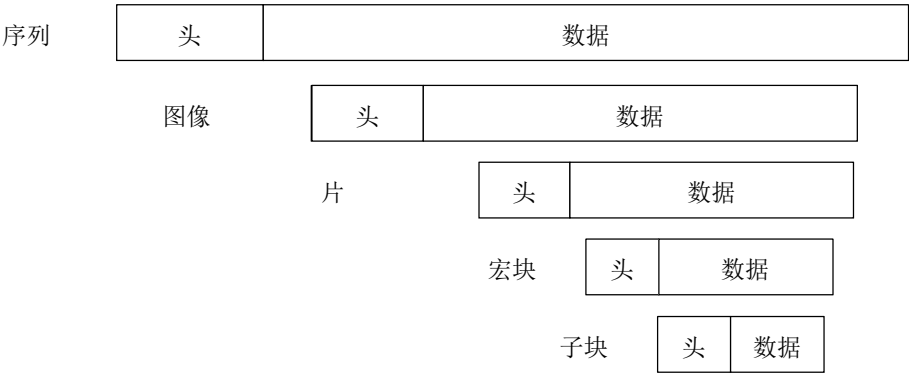 序列 头 数据
图像 头 数据
片 头 数据
宏块 头 数据
子块 头 数据